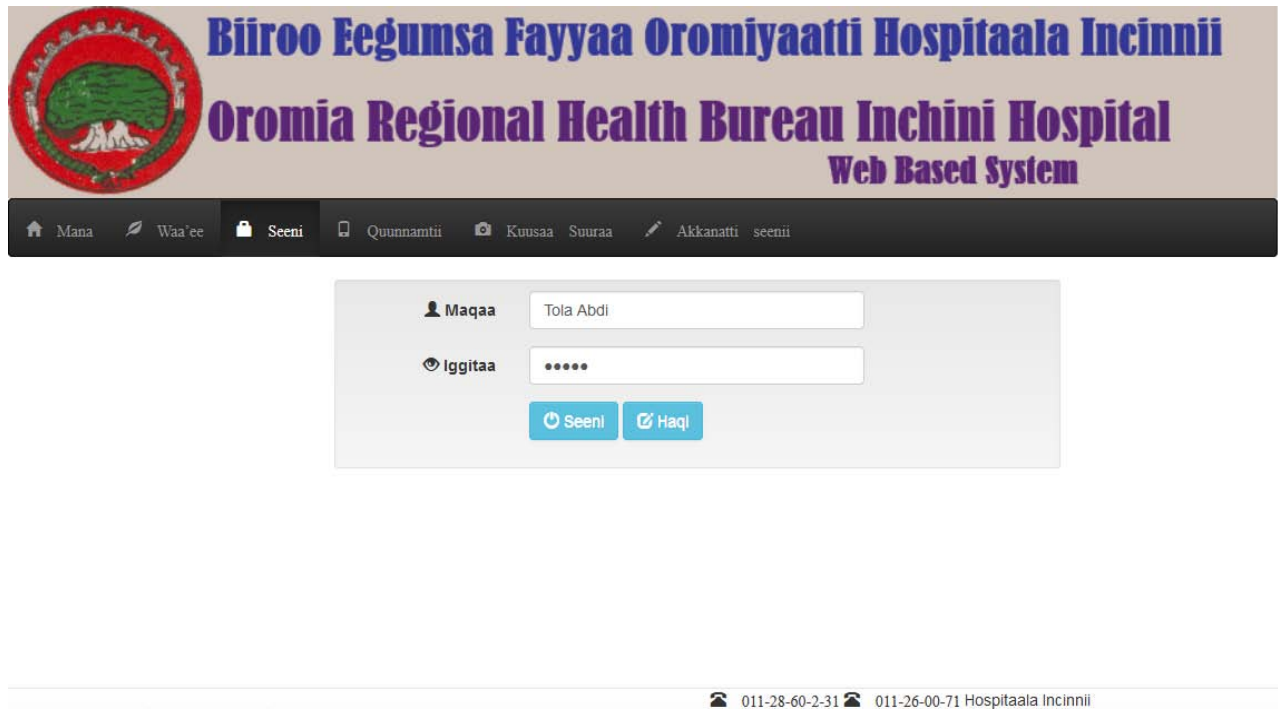 Biiroo Eegumsa Fayyaa Oromiyaatti Hospitaala Incinnii
Oromia Regional Health Bureau Inchini Hospital
Web Based System
Mana Waa'ee Seeni Quunnamtii Kuusaa Suuraa Akkanatti seenii
Maqaa Tola Abdi
Iggitaa •••••
Seeni Haqi
011-28-60-2-31 011-26-00-71 Hospitaala Incinnii